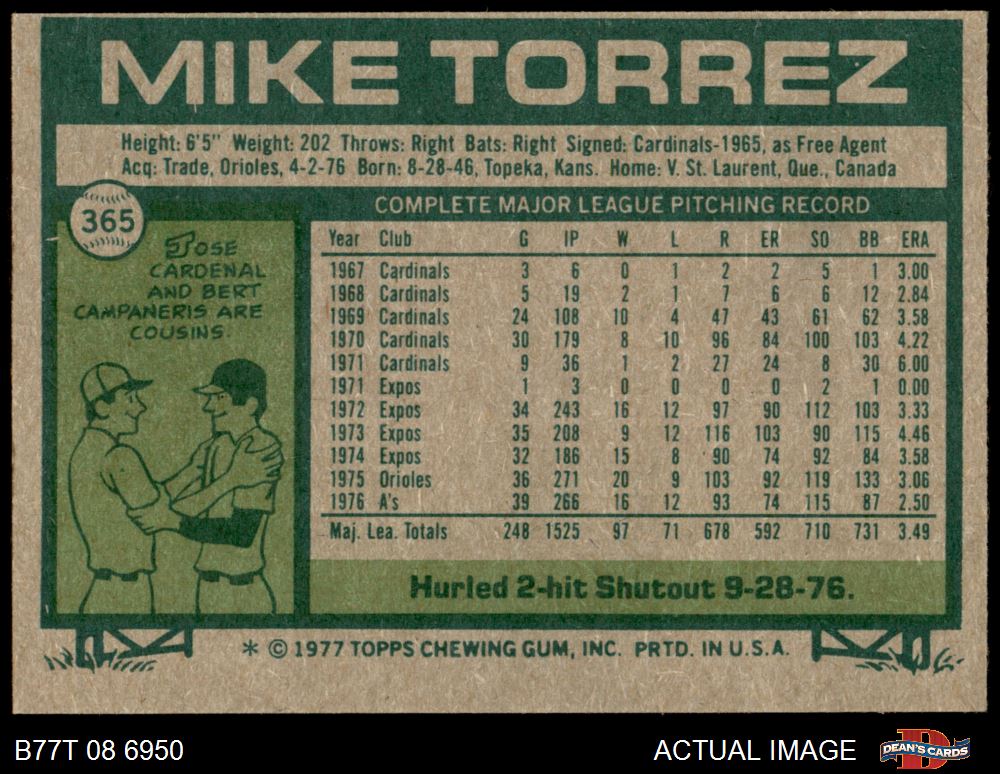 MIKE TORREZ
Height: 6'5" Weight: 202 Throws: Right Bats: Right Signed: Cardinals-1965, as Free Agent
Acq: Trade, Orioles, 4-2-76 Born: 8-28-46, Topeka, Kans. Home: V. St. Laurent, Que., Canada
365
JOSE
CARDENAL
AND BERT
CAMPANERIS ARE
COUSINS.
COMPLETE MAJOR LEAGUE PITCHING RECORD
Year Club G IP W L R ER SO BB ERA
1967 Cardinals 3 6 0 1 2 2 5 1 3.00
1968 Cardinals 5 19 2 1 7 6 6 12 2.84
1969 Cardinals 24 108 10 4 47 43 61 62 3.58
1970 Cardinals 30 179 8 10 96 84 100 103 4.22
1971 Cardinals 9 36 1 2 27 24 8 30 6.00
1971 Expos 1 3 0 0 0 0 2 1 0.00
1972 Expos 34 243 16 12 97 90 112 103 3.33
1973 Expos 35 208 9 12 116 103 90 115 4.46
1974 Expos 32 186 15 8 90 74 92 84 3.58
1975 Orioles 36 271 20 9 103 92 119 133 3.06
1976 A's 39 266 16 12 93 74 115 87 2.50
Maj. Lea. Totals 248 1525 97 71 678 592 710 731 3.49
Hurled 2-hit Shutout 9-28-76.
* © 1977 TOPPS CHEWING GUM, INC. PRTD. IN U.S.A.
B77T 08 6950
ACTUAL IMAGE
DEAN'S CARDS